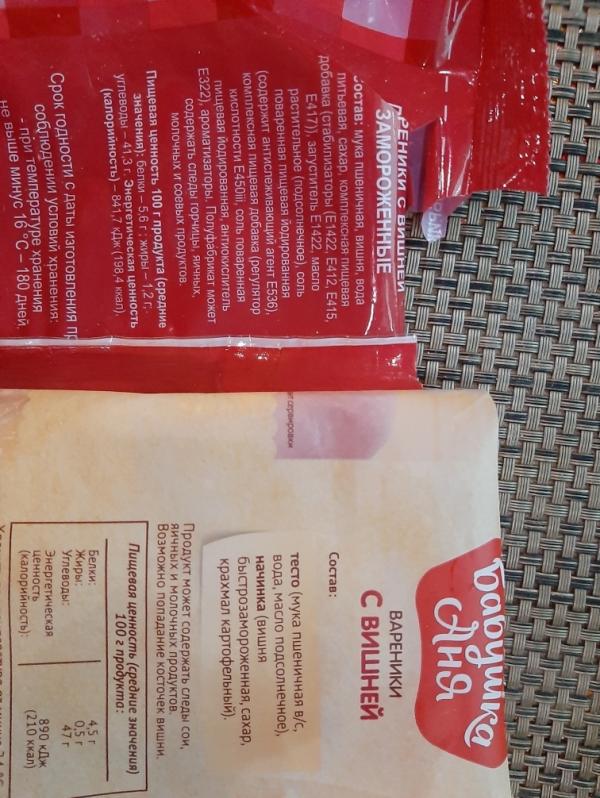 ВАРЕНИКИ С ВИШНЕЙ
ЗАМОРОЖЕННЫЕ
Состав: мука пшеничная, вишня, вода
питьевая, сахар, комплексная пищевая
добавка (стабилизаторы (Е1422, Е412, Е415,
Е417)), загуститель Е1422, масло
растительное (подсолнечное), соль
поваренная пищевая йодированная
(содержит антислеживающий агент Е536),
комплексная пищевая добавка (регулятор
кислотности Е450iii, соль поваренная
пищевая йодированная, антиокислитель
Е322), ароматизаторы. Полуфабрикат может
содержать следы горчицы, яичных,
молочных и соевых продуктов.
Пищевая ценность 100 г продукта (средние
значения): белки – 5,6 г; жиры – 1,2 г;
углеводы – 41,3 г. Энергетическая ценность
(калорийность) – 841,7 кДж (198,4 ккал).
Срок годности с даты изготовления пр
соблюдении условий хранения:
- при температуре хранения
не выше минус 16 °С – 180 дней
Бабушка
Аня
ВАРЕНИКИ
С ВИШНЕЙ
нт сервировки
Состав:
тесто (мука пшеничная в/с,
вода, масло подсолнечное),
начинка (вишня
быстрозамороженная, сахар,
крахмал картофельный).
Продукт может содержать следы сои,
яичных и молочных продуктов.
Возможно попадание косточек вишни.
Пищевая ценность (средние значения)
100 г продукта:
Белки: 4,5 г
Жиры: 0,5 г
Углеводы: 47 г
Энергетическая
ценность 890 кДж
(калорийность): (210 ккал)